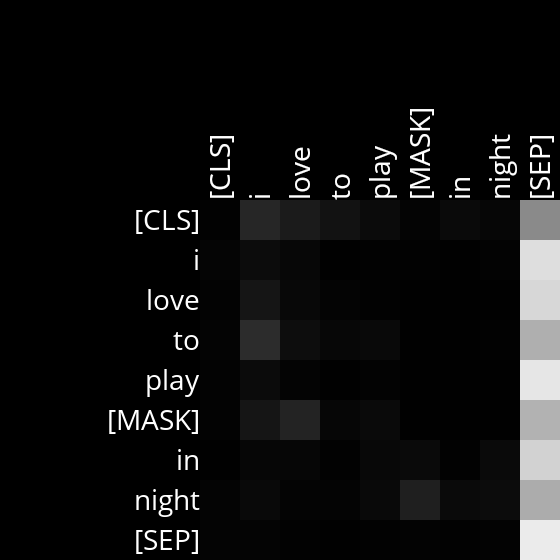 [CLS] i love to play [MASK] in night [SEP]
[CLS]
i
love
to
play
[MASK]
in
night
[SEP]